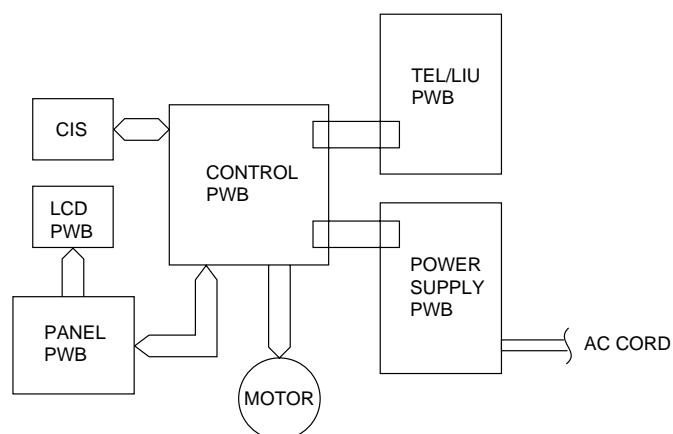 TEL/LIU
PWB
CIS
CONTROL
PWB
LCD
PWB
POWER
SUPPLY
PWB
PANEL
PWB
AC CORD
MOTOR